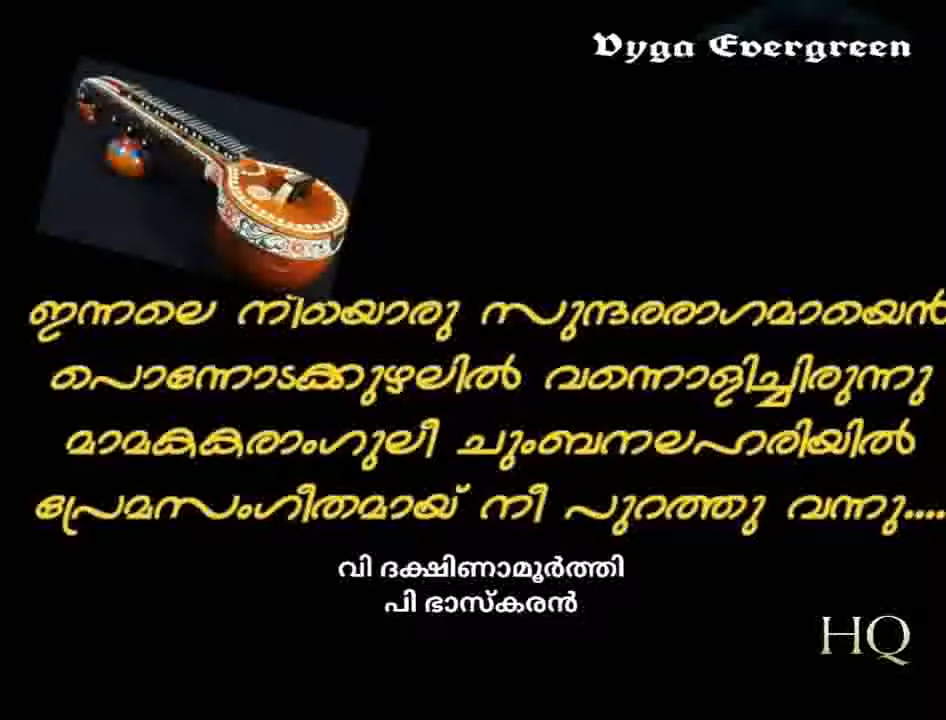 Vyga Evergreen
ഇന്നലെ നീയൊരു സുന്ദരരാഗമായെൻ
പൊന്നോടക്കുഴലിൽ വന്നൊളിച്ചിരുന്നു
മാമകകരാംഗുലീ ചുംബനലഹരിയിൽ
പ്രേമസംഗീതമായ് നീ പുറത്തു വന്നു....
വി ദക്ഷിണാമൂർത്തി
പി ഭാസ്കരൻ
HQ